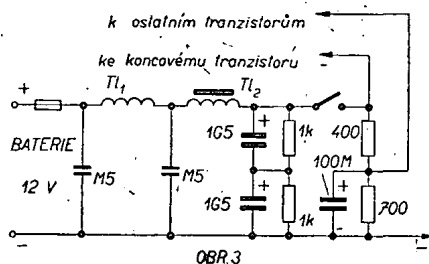 k ostatním tranzistorům
ke koncovému tranzistorú
-
+
Tl1
Tl2
1G5
+
1k
400
BATERIE
M5
M5
100M
12 V
+
+
1G5
1k
700
-
-
-
OBR.3